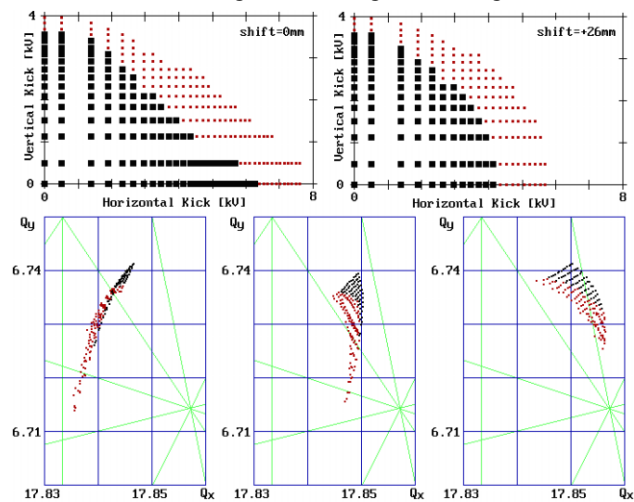 4
shift=0mm
Vertical Kick [kV]
0
0
Horizontal Kick [kV]
8
4
shift=+26mm
Vertical Kick [kV]
0
0
Horizontal Kick [kV]
8
Qy
6.74
6.71
17.83
17.85
Qx
Qy
6.74
6.71
17.83
17.85
Qx
Qy
6.74
6.71
17.83
17.85
Qx